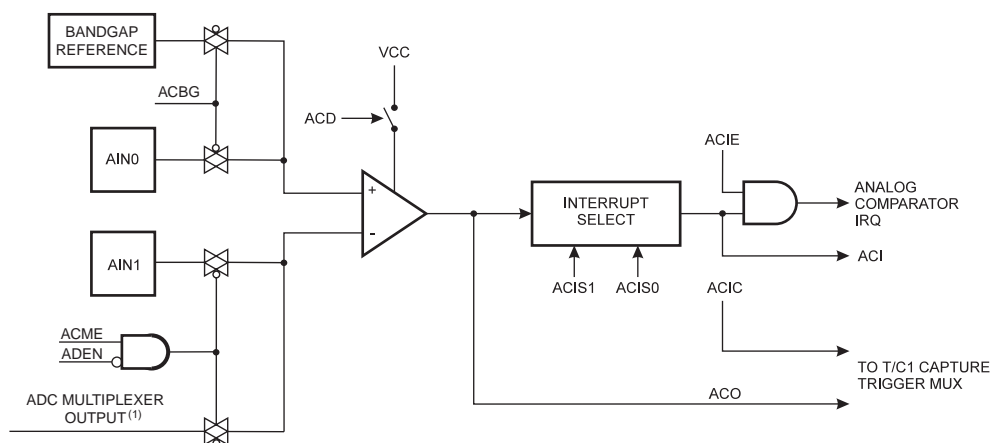 BANDGAP
REFERENCE
VCC
ACBG
ACD
ACIE
AIN0
+
-
INTERRUPT
SELECT
ANALOG
COMPARATOR
IRQ
AIN1
ACI
ACIS1
ACIS0
ACIC
ACME
ADEN
TO T/C1 CAPTURE
TRIGGER MUX
ACO
ADC MULTIPLEXER
OUTPUT (1)